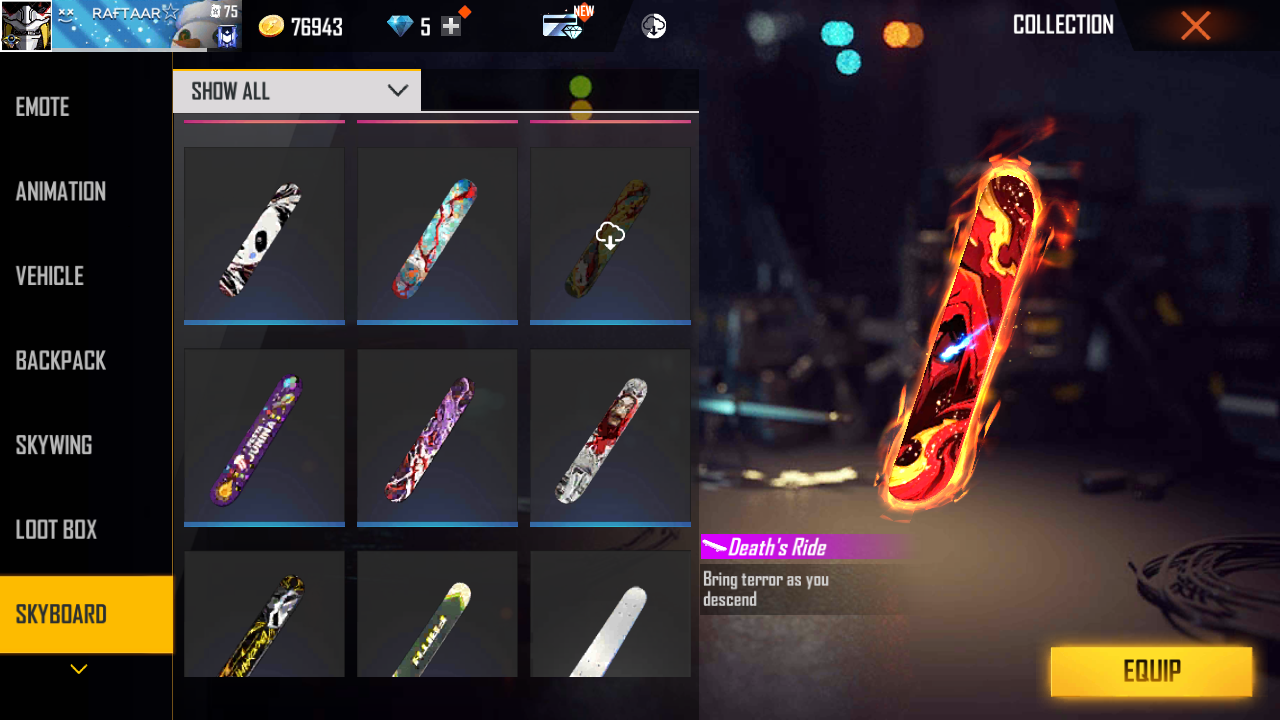 RAFTAAR☆
75
76943
5
NEW
COLLECTION
EMOTE
ANIMATION
VEHICLE
BACKPACK
SKYWING
LOOT BOX
SKYBOARD
SHOW ALL
Death's Ride
Bring terror as you
descend
EQUIP